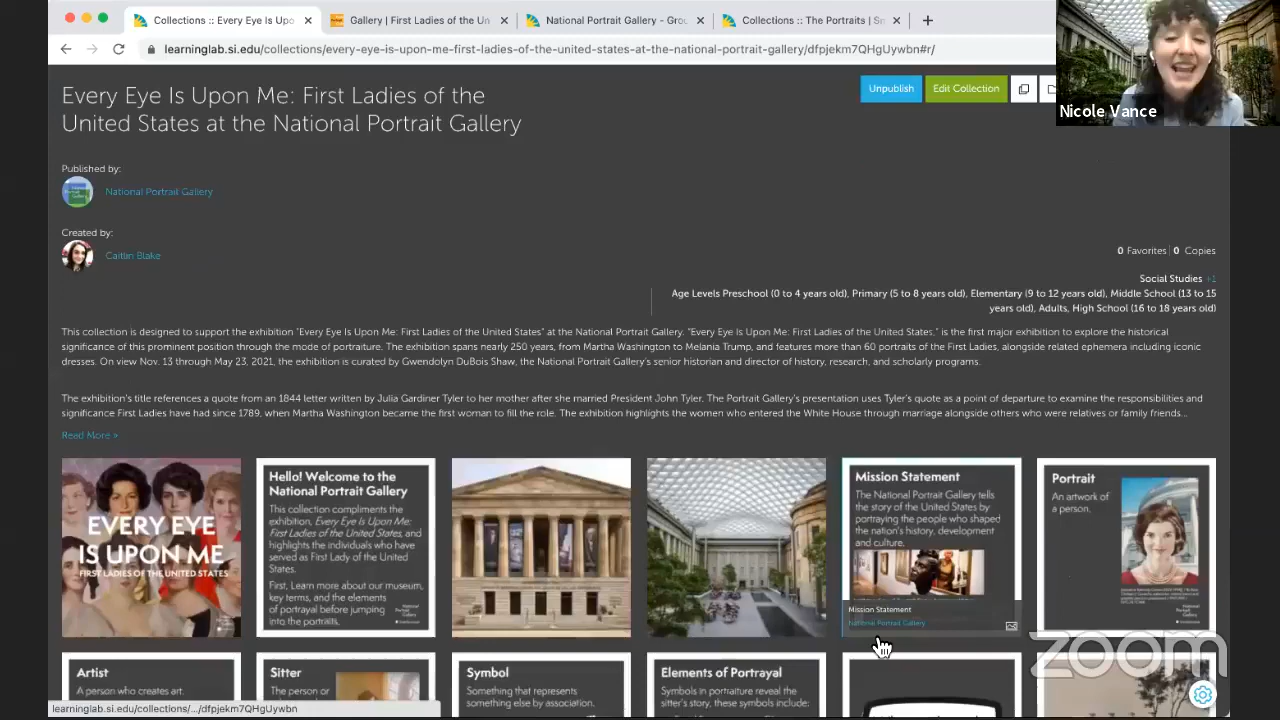 Collections :: Every Eye Is Upo
Gallery | First Ladies of the Un
National Portrait Gallery - Grou
Collections :: The Portraits | Sm
learninglab.si.edu/collections/every-eye-is-upon-me-first-ladies-of-the-united-states-at-the-national-portrait-gallery/dfpjekm7QHgUywbn#r/
Nicole Vance
Every Eye Is Upon Me: First Ladies of the
United States at the National Portrait Gallery
Unpublish
Edit Collection
Published by:
National Portrait Gallery
Created by:
Caitlin Blake
0 Favorites | 0 Copies
Social Studies +1
Age Levels Preschool (0 to 4 years old), Primary (5 to 8 years old), Elementary (9 to 12 years old), Middle School (13 to 15
years old), Adults, High School (16 to 18 years old)
This collection is designed to support the exhibition "Every Eye Is Upon Me: First Ladies of the United States" at the National Portrait Gallery. "Every Eye Is Upon Me: First Ladies of the United States," is the first major exhibition to explore the historical
significance of this prominent position through the mode of portraiture. The exhibition spans nearly 250 years, from Martha Washington to Melania Trump, and features more than 60 portraits of the First Ladies, alongside related ephemera including iconic
dresses. On view Nov. 13 through May 23, 2021, the exhibition is curated by Gwendolyn DuBois Shaw, the National Portrait Gallery's senior historian and director of history, research, and scholarly programs.
The exhibition's title references a quote from an 1844 letter written by Julia Gardiner Tyler to her mother after she married President John Tyler. The Portrait Gallery's presentation uses Tyler's quote as a point of departure to examine the responsibilities and
significance First Ladies have had since 1789, when Martha Washington became the first woman to fill the role. The exhibition highlights the women who entered the White House through marriage alongside others who were relatives or family friends...
Read More »
EVERY EYE
IS UPON ME
FIRST LADIES OF THE UNITED STATES
Hello! Welcome to the
National Portrait Gallery
This collection compliments the
exhibition, Every Eye Is Upon Me:
First Ladies of the United States, and
highlights the individuals who have
served as First Lady of the United
States.
First, Learn more about our museum,
key terms, and the elements
of portrayal before jumping
into the portraits.
National
Portrait
Gallery
Smithsonian
Mission Statement
The National Portrait Gallery tells
the story of the United States by
portraying the people who shaped
the nation's history, development
and culture.
Mission Statement
National Portrait Gallery
Portrait
An artwork of
a person.
National
Portrait
Gallery
Smithsonian
Artist
A person who creates art.
Sitter
The person or
Symbol
Something that represents
something else by association.
Elements of Portrayal
Symbols in portraiture reveal the
sitter's story, these symbols include:
zoom
learninglab.si.edu/collections/.../dfpjekm7QHgUywbn